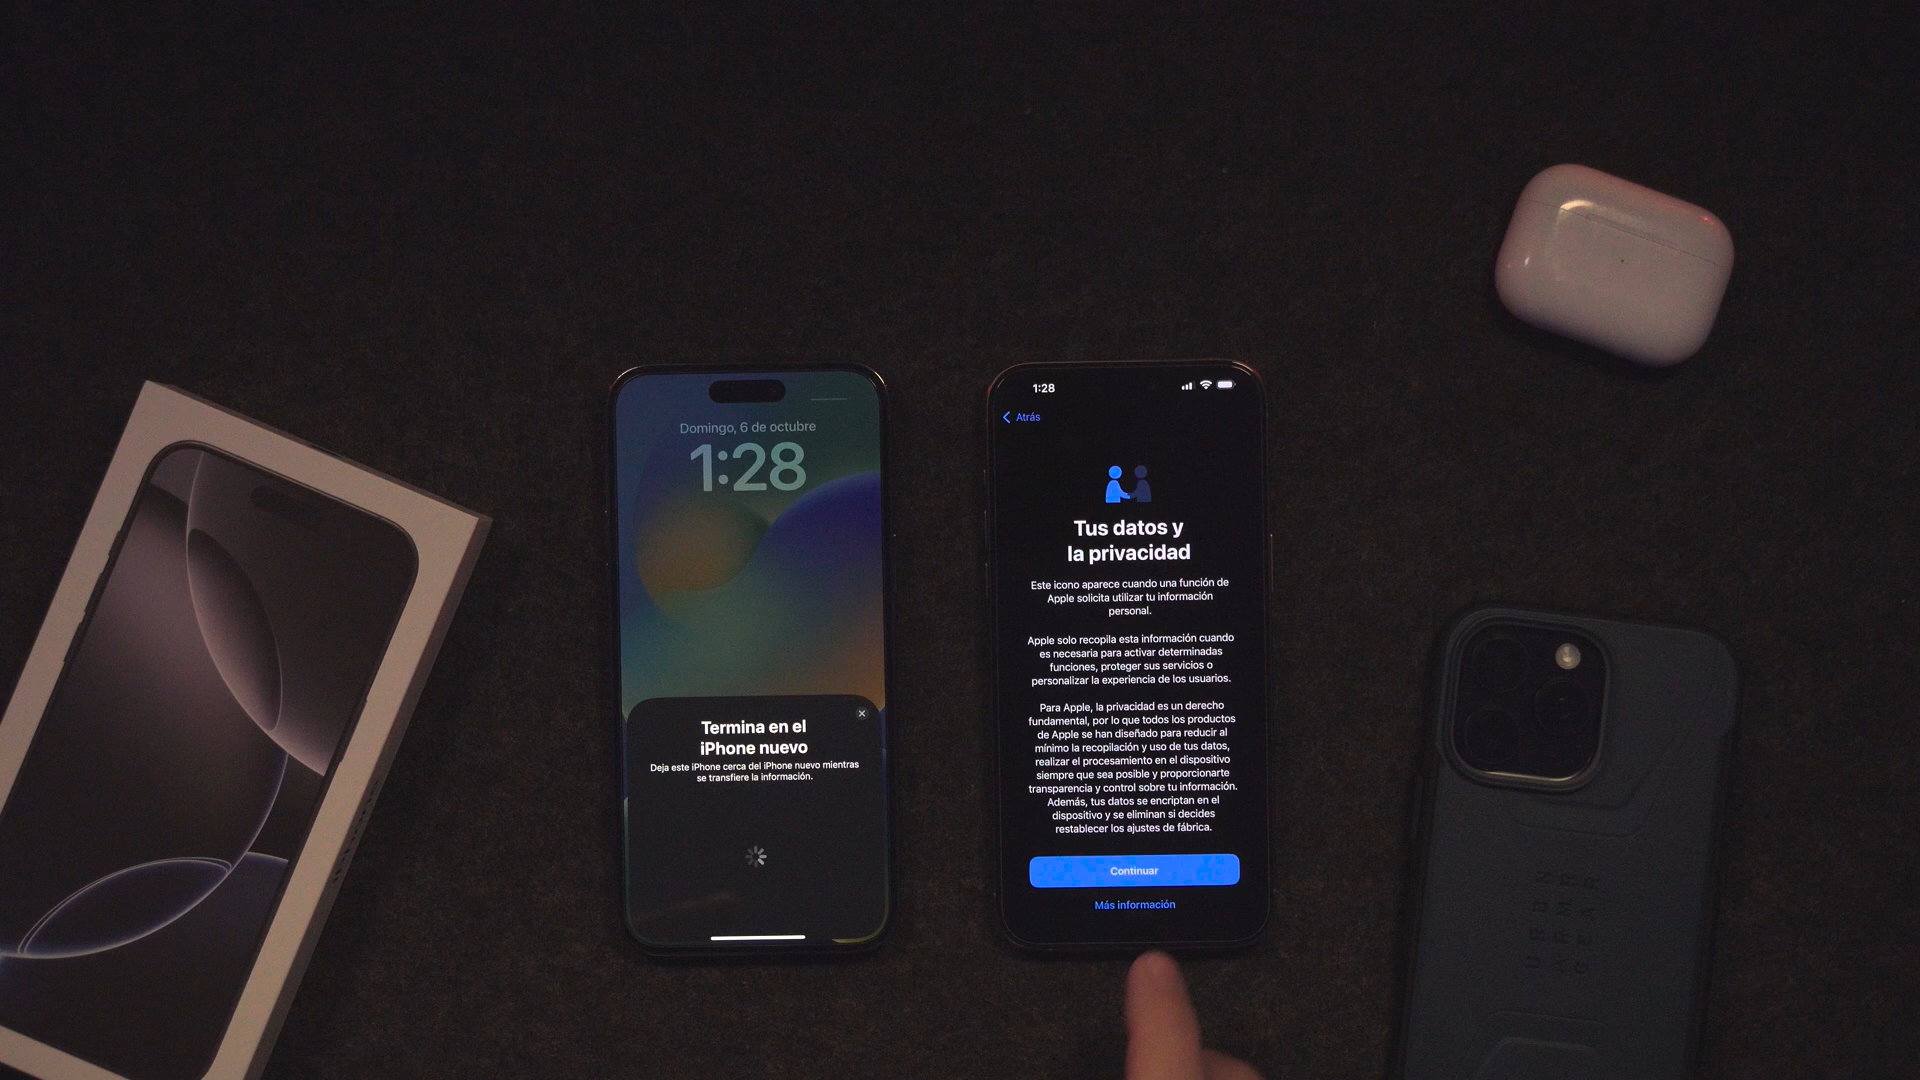 Domingo, 6 de octubre
1:28
Termina en el
iPhone nuevo
Deja este iPhone cerca del iPhone nuevo mientras
se transfiere la información.
1:28
Atrás
Tus datos y
la privacidad
Este icono aparece cuando una función de
Apple solicita utilizar tu información
personal.
Apple solo recopila esta información cuando
es necesaria para activar determinadas
funciones, proteger sus servicios o
personalizar la experiencia de los usuarios.
Para Apple, la privacidad es un derecho
fundamental, por lo que todos los productos
de Apple se han diseñado para reducir al
mínimo la recopilación y uso de tus datos,
realizar el procesamiento en el dispositivo
siempre que sea posible y proporcionarte
transparencia y control sobre tu información.
Además, tus datos se encriptan en el
dispositivo y se eliminan si decides
restablecer los ajustes de fábrica.
Continuar
Más información
URBAN
ARMOR
GEAR